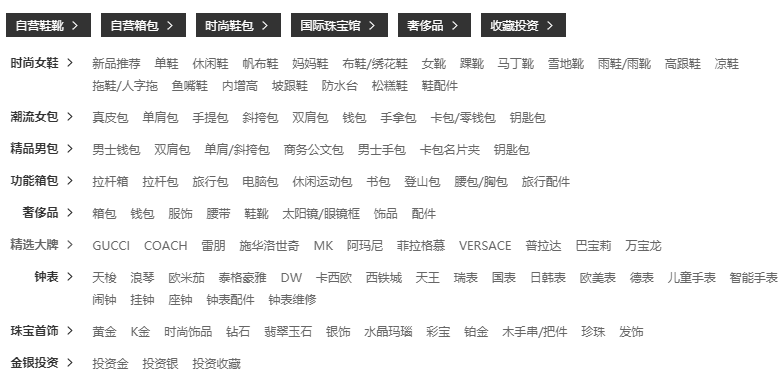 自营鞋靴 > 自营箱包 > 时尚鞋包 > 国际珠宝馆 > 奢侈品 > 收藏投资 >
时尚女鞋 > 新品推荐 单鞋 休闲鞋 帆布鞋 妈妈鞋 布鞋/绣花鞋 女靴 踝靴 马丁靴 雪地靴 雨鞋/雨靴 高跟鞋 凉鞋
拖鞋/人字拖 鱼嘴鞋 内增高 坡跟鞋 防水台 松糕鞋 鞋配件
潮流女包 > 真皮包 单肩包 手提包 斜挎包 双肩包 钱包 手拿包 卡包/零钱包 钥匙包
精品男包 > 男士钱包 双肩包 单肩/斜挎包 商务公文包 男士手包 卡包名片夹 钥匙包
功能箱包 > 拉杆箱 拉杆包 旅行包 电脑包 休闲运动包 书包 登山包 腰包/胸包 旅行配件
奢侈品 > 箱包 钱包 服饰 腰带 鞋靴 太阳镜/眼镜框 饰品 配件
精选大牌 > GUCCI COACH 雷朋 施华洛世奇 MK 阿玛尼 菲拉格慕 VERSACE 普拉达 巴宝莉 万宝龙
钟表 > 天梭 浪琴 欧米茄 泰格豪雅 DW 卡西欧 西铁城 天王 瑞表 国表 日韩表 欧美表 德表 儿童手表 智能手表
闹钟 挂钟 座钟 钟表配件 钟表维修
珠宝首饰 > 黄金 K金 时尚饰品 钻石 翡翠玉石 银饰 水晶玛瑙 彩宝 铂金 木手串/把件 珍珠 发饰
金银投资 > 投资金 投资银 投资收藏